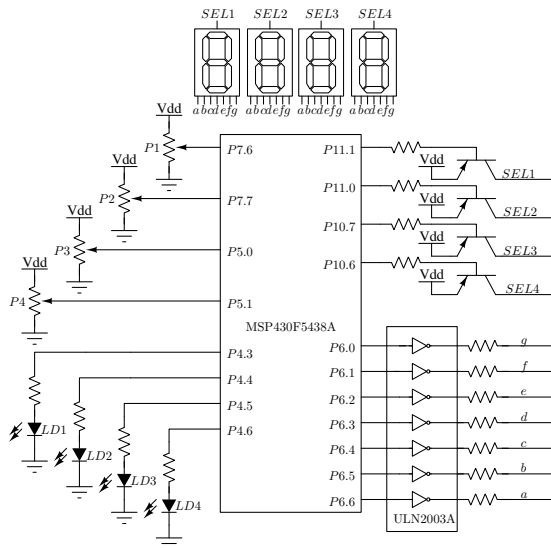 SEL1 SEL2 SEL3 SEL4
abcdefg abcdefg abcdefg abcdefg
Vdd
P1
P7.6
P11.1
Vdd
SEL1
Vdd
P2
P7.7
P11.0
Vdd
SEL2
Vdd
P3
P5.0
P10.7
Vdd
SEL3
Vdd
P4
P5.1
P10.6
Vdd
SEL4
MSP430F5438A
P4.3
P6.0
g
P4.4
P6.1
f
P4.5
P6.2
e
P4.6
P6.3
d
LD1
LD2
LD3
LD4
P6.4
c
P6.5
b
P6.6
a
ULN2003A